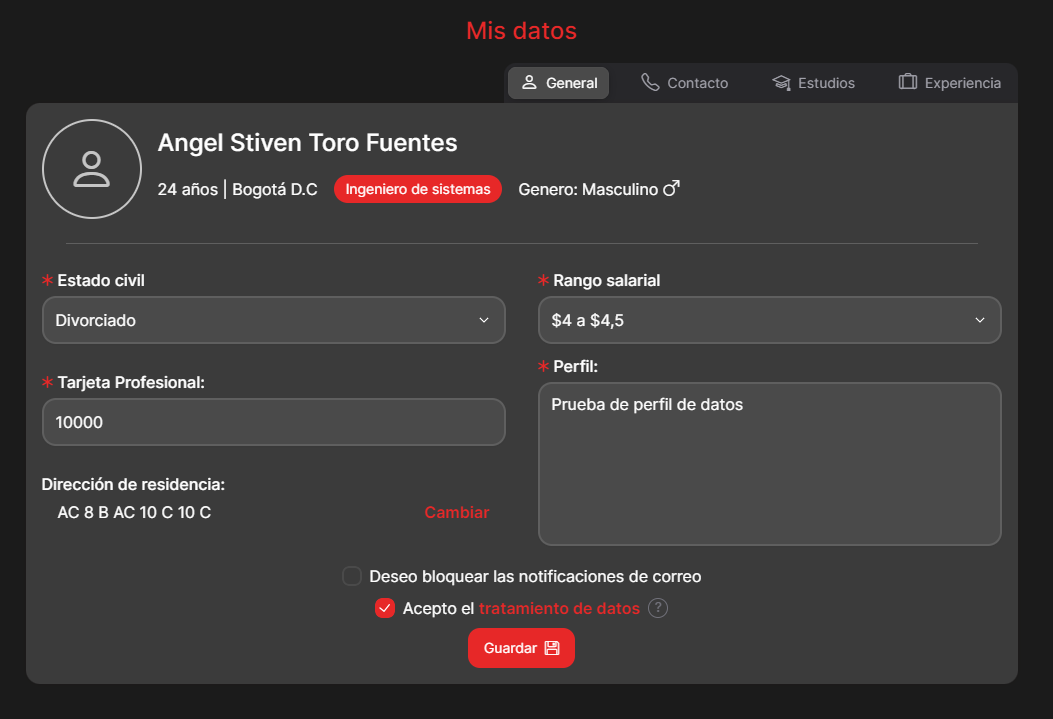 Mis datos
General Contacto Estudios Experiencia
Angel Stiven Toro Fuentes
24 años | Bogotá D.C Ingeniero de sistemas Genero: Masculino
* Estado civil
Divorciado
* Rango salarial
$4 a $4,5
* Tarjeta Profesional:
10000
* Perfil:
Prueba de perfil de datos
Dirección de residencia:
AC 8 B AC 10 C 10 C Cambiar
Deseo bloquear las notificaciones de correo
Acepto el tratamiento de datos ?
Guardar